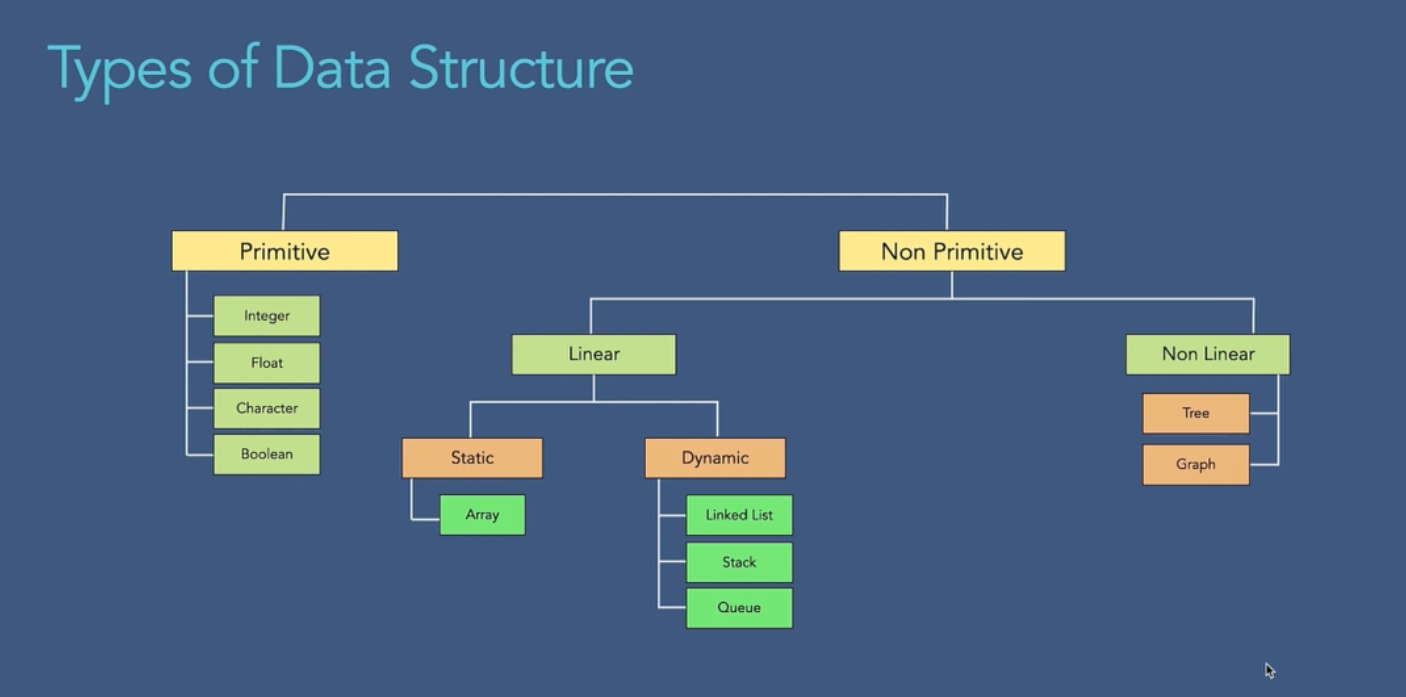 Types of Data Structure
Primitive
Non Primitive
Integer
Float
Character
Boolean
Linear
Non Linear
Static
Dynamic
Tree
Graph
Array
Linked List
Stack
Queue